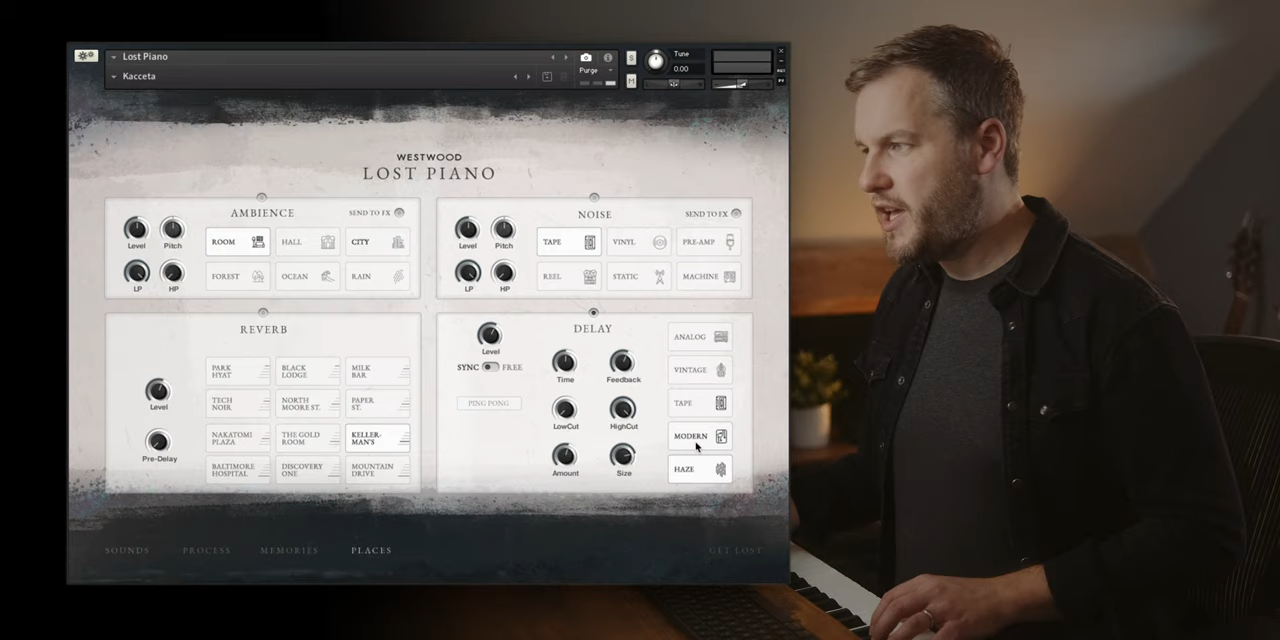 Lost Piano
Kacceta
Purge
S
M
Tune
0.00
WESTWOOD
LOST PIANO
AMBIENCE
SEND TO FX
Level
Pitch
LP
HP
ROOM
HALL
CITY
FOREST
OCEAN
RAIN
NOISE
SEND TO FX
Level
Pitch
LP
HP
TAPE
VINYL
PRE-AMP
REEL
STATIC
MACHINE
REVERB
Level
Pre-Delay
PARK
HYAT
BLACK
LODGE
MILK
BAR
TECH
NOIR
NORTH
MOORE ST.
PAPER
ST.
NAKATOMI
PLAZA
THE GOLD
ROOM
KELLER-
MAN'S
BALTIMORE
HOSPITAL
DISCOVERY
ONE
MOUNTAIN
DRIVE
DELAY
Level
SYNC
FREE
PING PONG
Time
Feedback
LowCut
HighCut
Amount
Size
ANALOG
VINTAGE
TAPE
MODERN
HAZE
SOUNDS
PROCESS
MEMORIES
PLACES
GET LOST